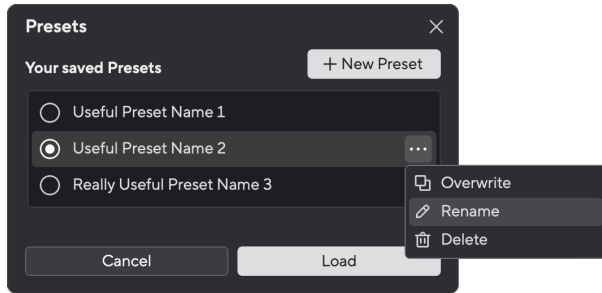 Presets
Your saved Presets
+ New Preset
Useful Preset Name 1
Useful Preset Name 2
Really Useful Preset Name 3
Overwrite
Rename
Delete
Cancel
Load